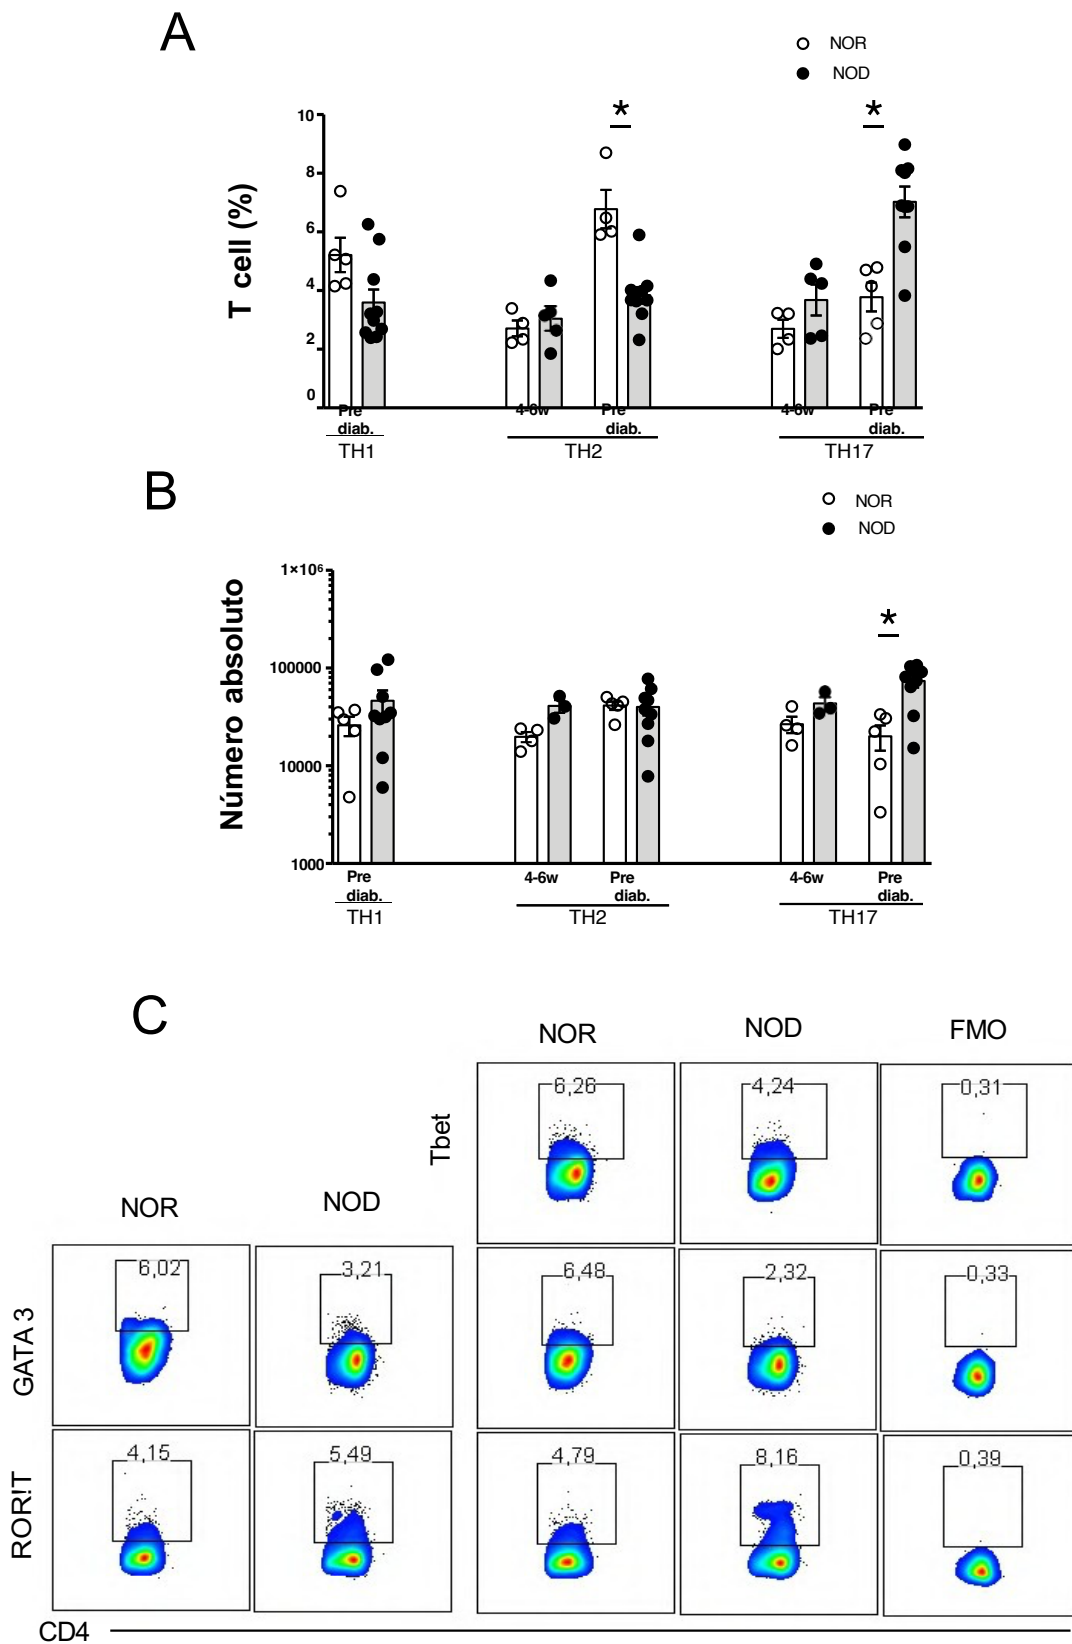 A
NOR
NOD
*
*
T cell (%)
10
8
6
4
2
0
Pre
diab.
4-6w
Pre
diab.
4-6w
Pre
diab.
TH1
TH2
TH17
B
NOR
NOD
*
Número absoluto
1×10⁶
100000
10000
1000
Pre
diab.
4-6w
Pre
diab.
4-6w
Pre
diab.
TH1
TH2
TH17
C
NOR
NOD
FMO
Tbet
6,26
4,24
0,31
NOR
NOD
GATA 3
6,02
3,21
6,48
2,32
0,33
ROR!T
4,15
5,49
4,79
8,16
0,39
CD4